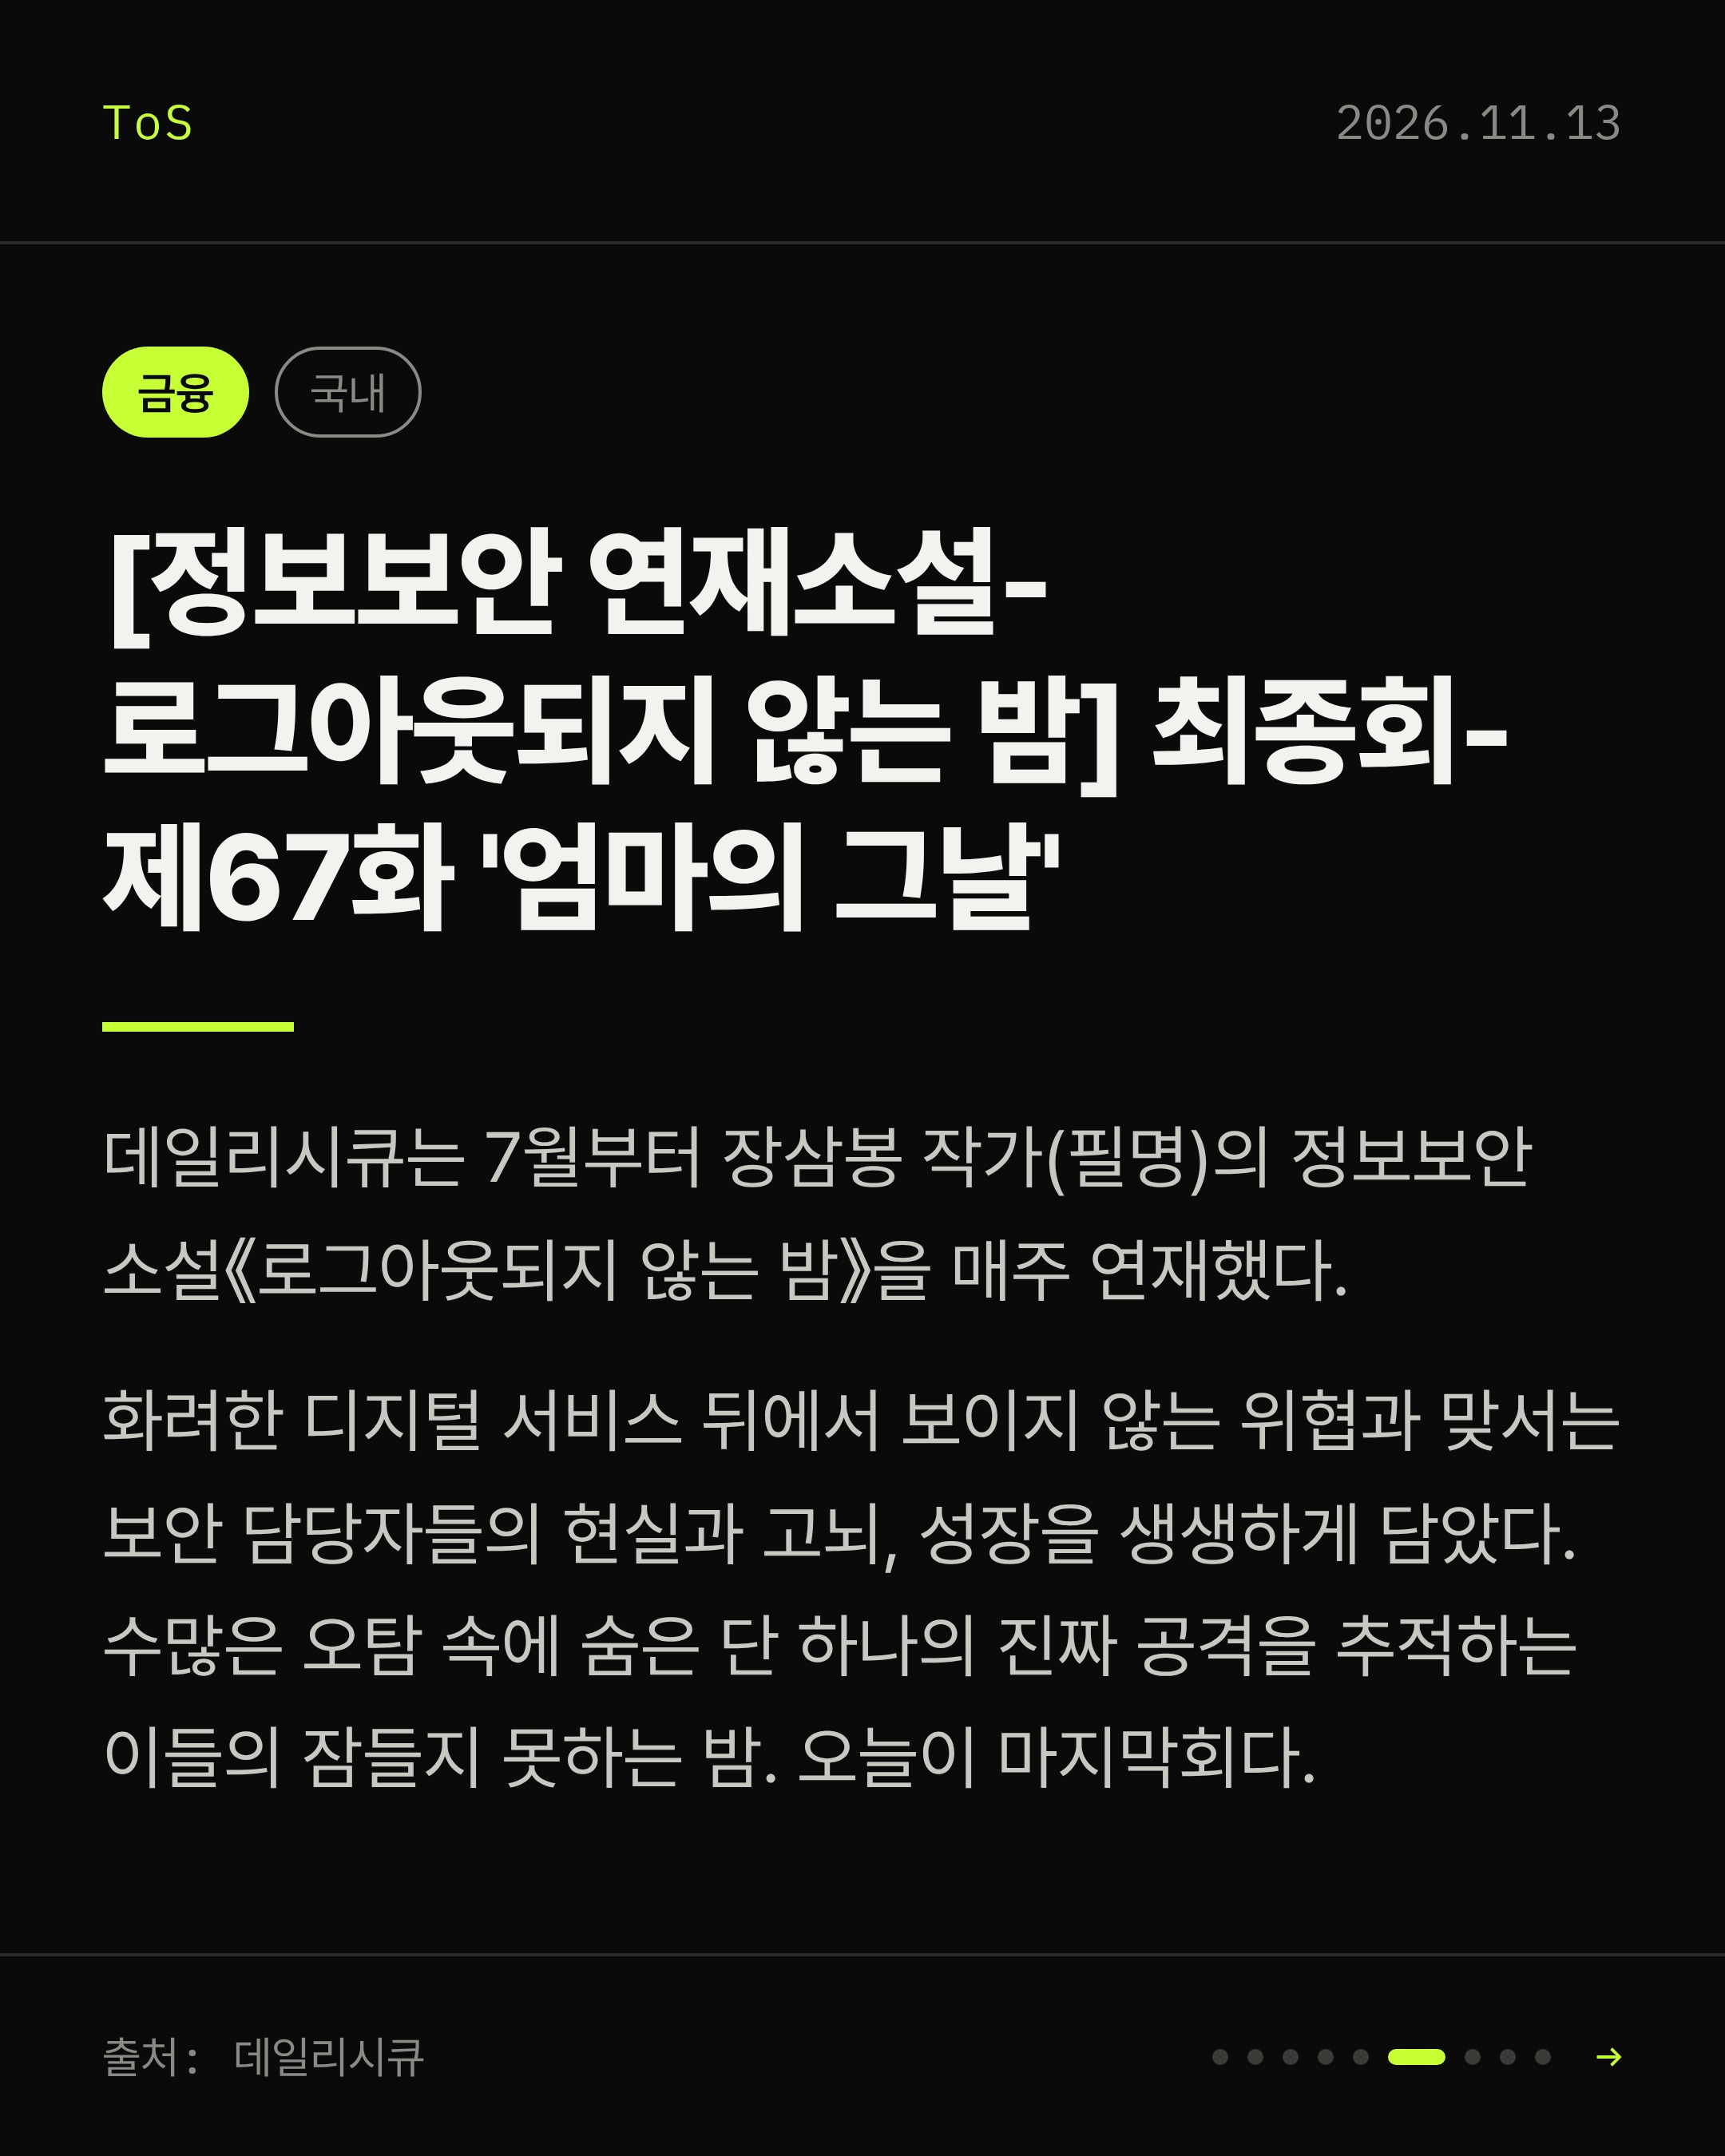 ToS
2026.11.13
금융
국내
[정보보안 연재소설-
로그아웃되지 않는 밤] 최종회-
제67화 '엄마의 그날'
데일리시큐는 7월부터 장삼봉 작가(필명)의 정보보안
소설《로그아웃되지 않는 밤》을 매주 연재했다.
화려한 디지털 서비스 뒤에서 보이지 않는 위협과 맞서는
보안 담당자들의 현실과 고뇌, 성장을 생생하게 담았다.
수많은 오탐 속에 숨은 단 하나의 진짜 공격을 추적하는
이들의 잠들지 못하는 밤. 오늘이 마지막회다.
출처: 데일리시큐
→